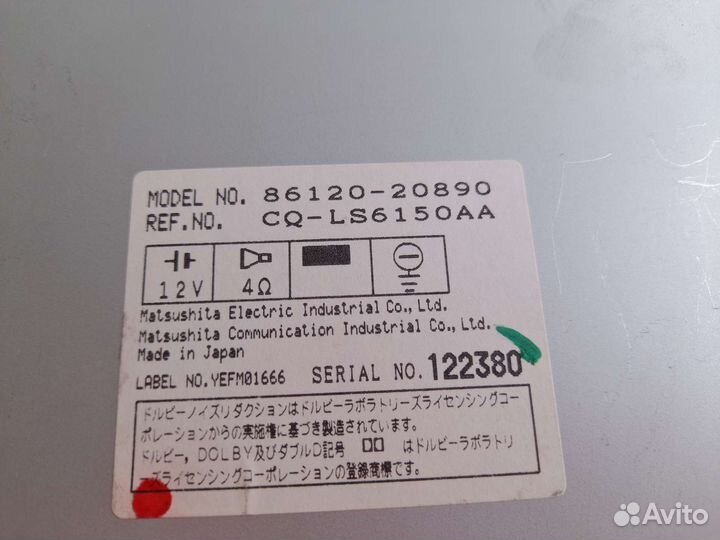 MODEL NO. 86120-20890
REF.NO. CQ-LS6150AA
12V 4Ω
Matsushita Electric Industrial Co., Ltd.
Matsushita Communication Industrial Co., Ltd.
Made in Japan
LABEL NO.YEFM01666 SERIAL NO. 122380
ドルビーノイズリダクションはドルビーラボラトリーズライセンシングコー
ポレーションからの実施権に基づき製造されています。
ドルビー, DOLBY及びダブルD記号 はドルビーラボラトリ
ーズライセンシングコーポレーションの登録商標です。
Avito